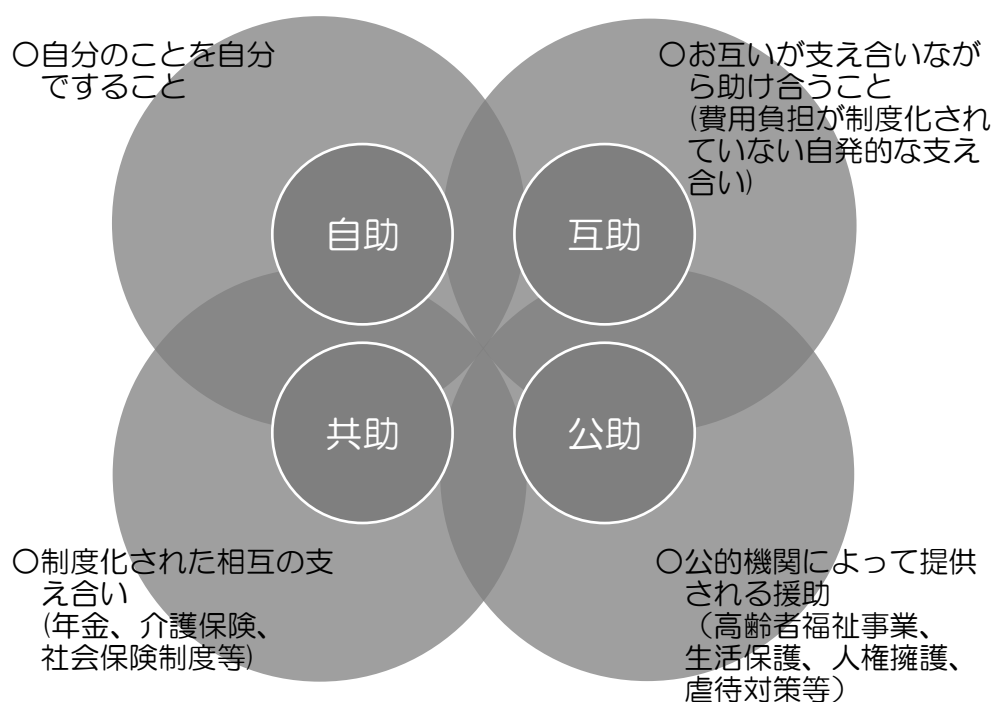 〇自分のことを自分
ですること
〇お互いが支え合いなが
ら助け合うこと
(費用負担が制度化され
ていない自発的な支え
合い)
自助
互助
共助
公助
〇制度化された相互の支
え合い
(年金、介護保険、
社会保険制度等)
〇公的機関によって提供
される援助
（高齢者福祉事業、
生活保護、人権擁護、
虐待対策等）